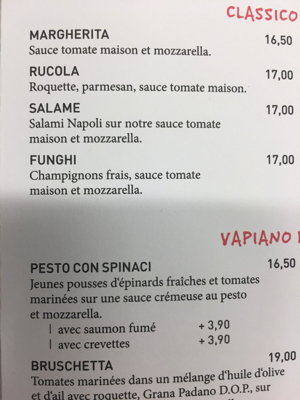 CLASSICO
MARGHERITA 16,50
Sauce tomate maison et mozzarella.
RUCOLA 17,00
Roquette, parmesan, sauce tomate maison.
SALAME 17,00
Salami Napoli sur notre sauce tomate
maison et mozzarella.
FUNGHI 17,00
Champignons frais, sauce tomate
maison et mozzarella.
VAPIANO
PESTO CON SPINACI 16,50
Jeunes pousses d'épinards fraîches et tomates
marinées sur une sauce crémeuse au pesto
et mozzarella.
| avec saumon fumé + 3,90
| avec crevettes + 3,90
BRUSCHETTA 19,00
Tomates marinées dans un mélange d'huile d'olive
et d'ail avec roquette, Grana Padano D.O.P., sur